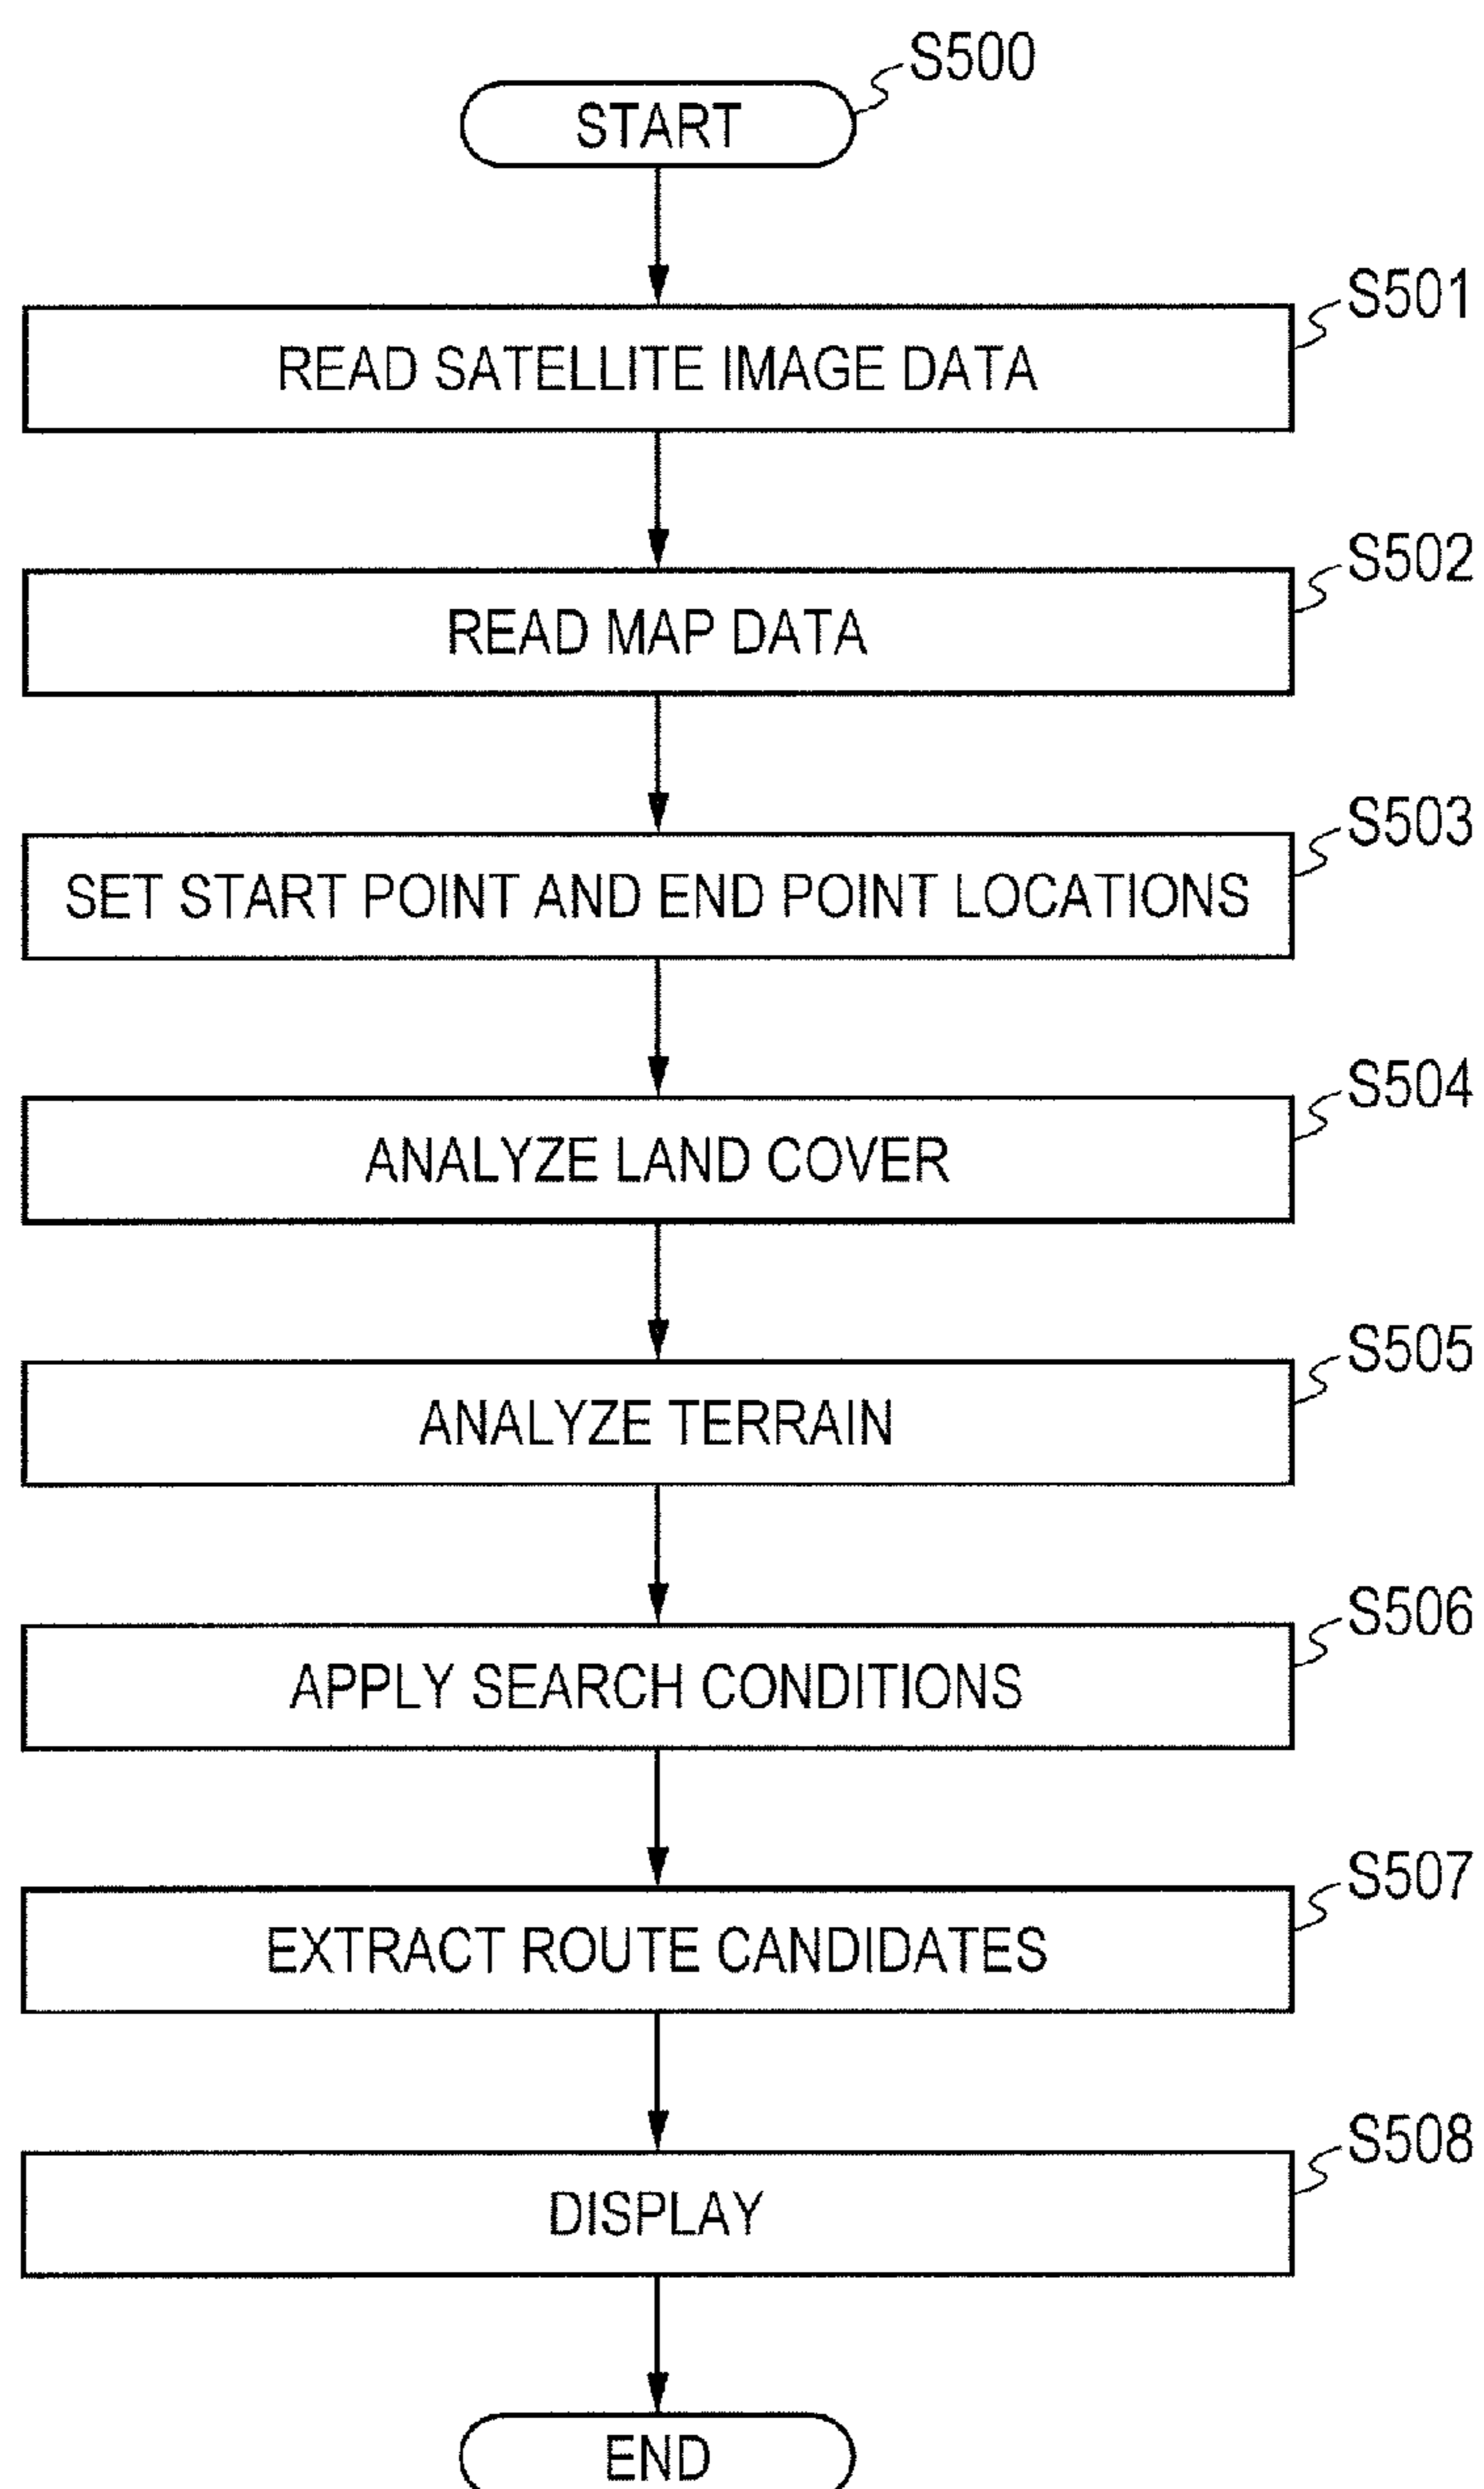 S500
START
S501
READ SATELLITE IMAGE DATA
S502
READ MAP DATA
S503
SET START POINT AND END POINT LOCATIONS
S504
ANALYZE LAND COVER
S505
ANALYZE TERRAIN
S506
APPLY SEARCH CONDITIONS
S507
EXTRACT ROUTE CANDIDATES
S508
DISPLAY
END